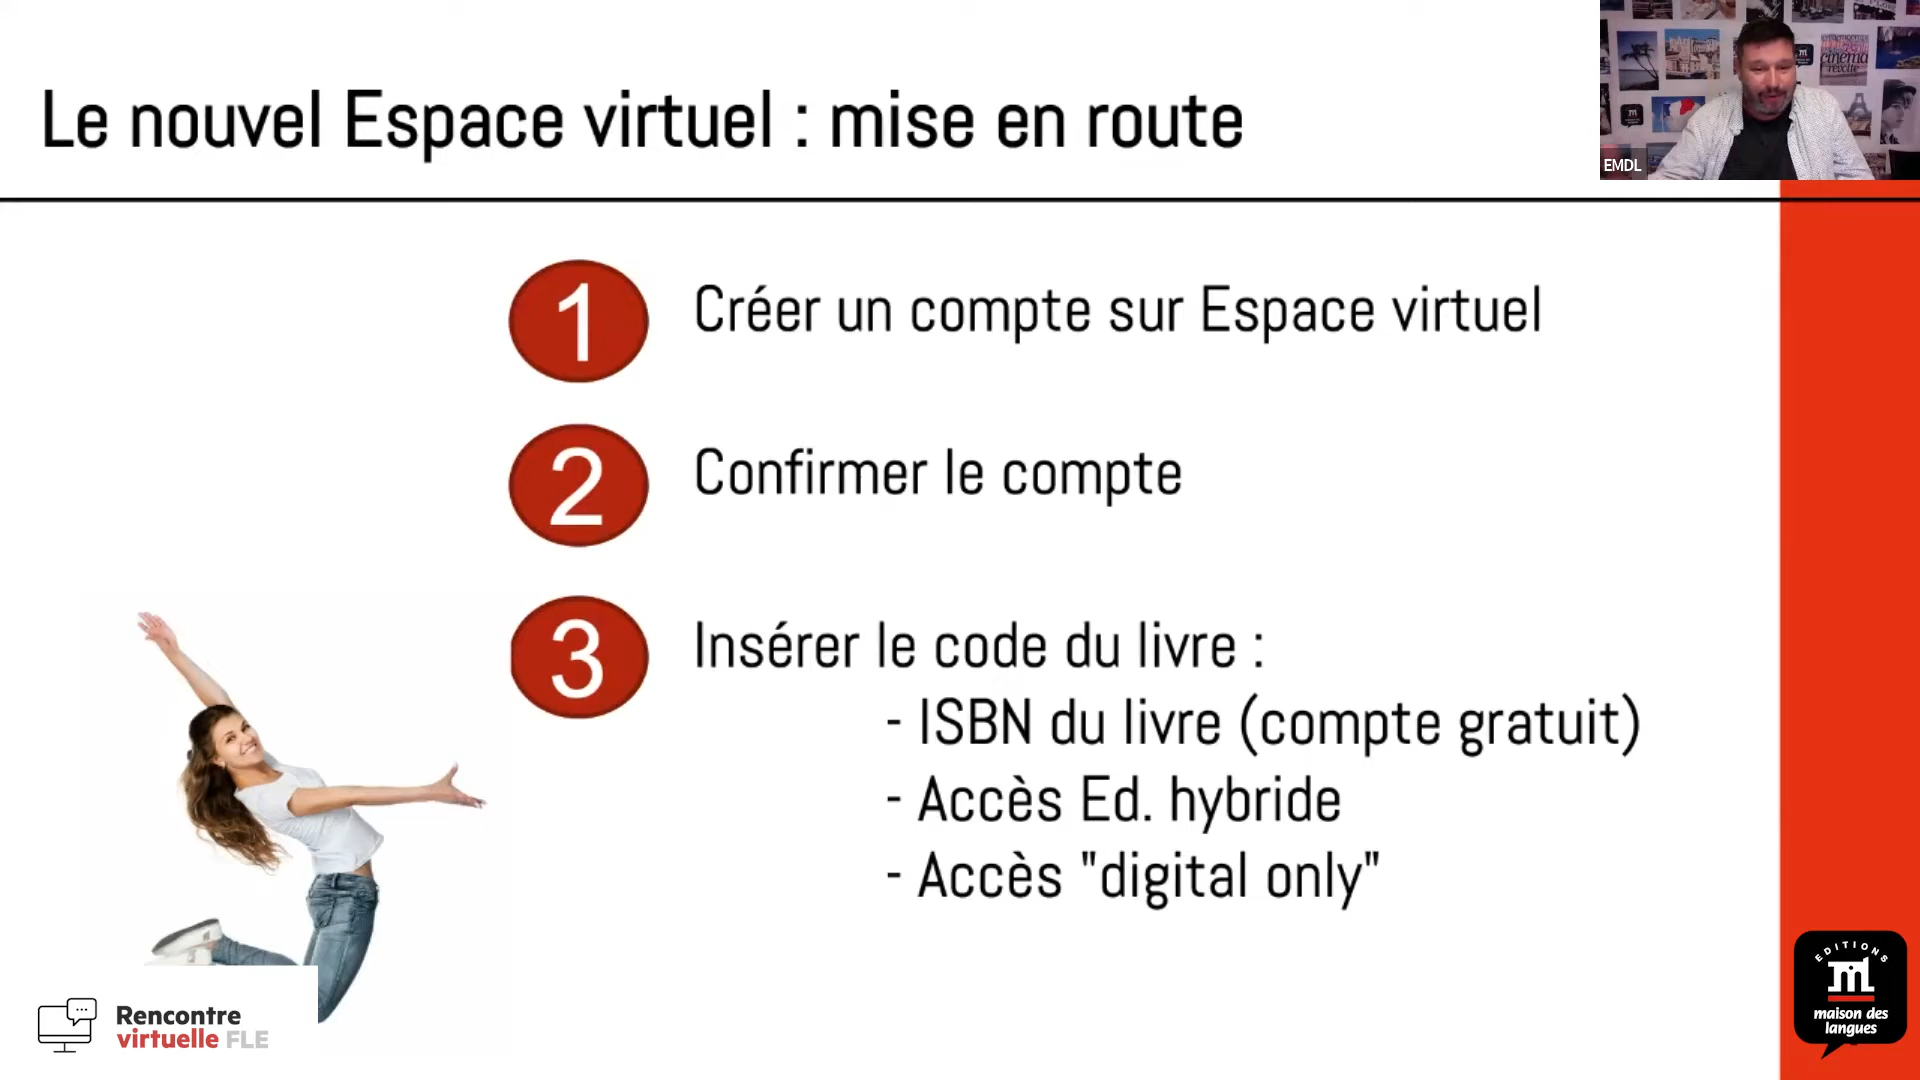 Le nouvel Espace virtuel : mise en route
cinéma
révolte
EMDL
1
Créer un compte sur Espace virtuel
2
Confirmer le compte
3
Insérer le code du livre :
- ISBN du livre (compte gratuit)
- Accès Ed. hybride
- Accès "digital only"
Rencontre
virtuelle FLE
EDITIONS
maison des
langues